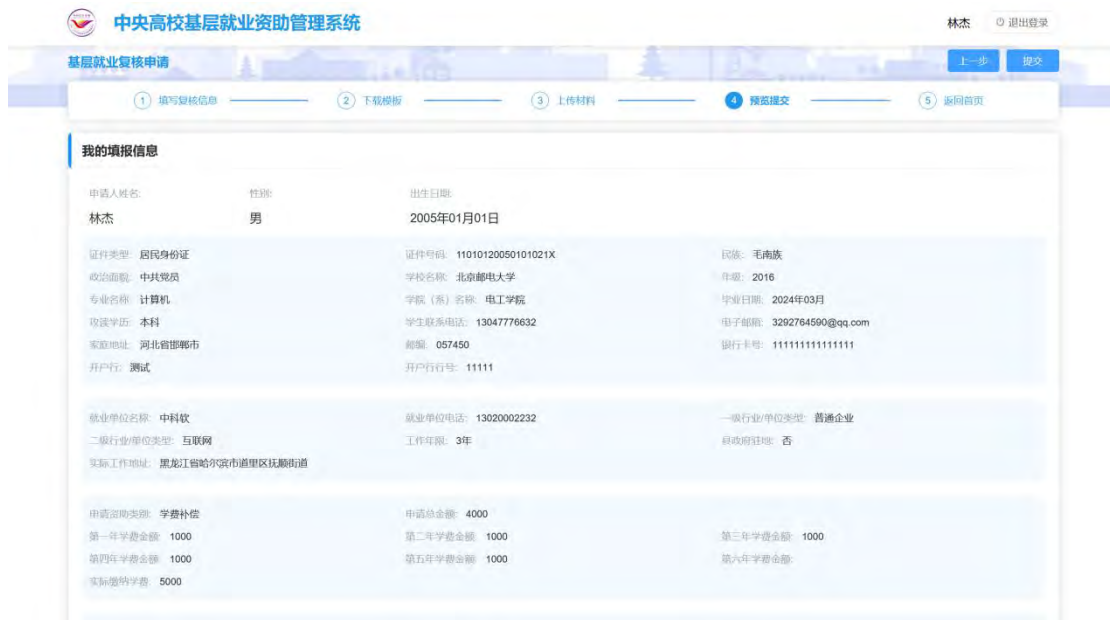 中央高校基层就业资助管理系统
林杰
退出登录
基层就业复核申请
上一步
提交
1 填写复核信息
2 下载模板
3 上传材料
4 预览提交
5 返回首页
我的填报信息
申请人姓名: 性别: 出生日期:
林杰 男 2005年01月01日
证件类型: 居民身份证 证件号码: 11010120050101021X 民族: 毛南族
政治面貌: 中共党员 学校名称: 北京邮电大学 年级: 2016
专业名称: 计算机 学院（系）名称: 电工学院 毕业日期: 2024年03月
攻读学历: 本科 学生联系电话: 13047776632 电子邮箱: 3292764590@qq.com
家庭地址: 河北省邯郸市 邮编: 057450 银行卡号: 111111111111111
开户行: 测试 开户行行号: 11111
就业单位名称: 中科软 就业单位电话: 13020002232 一级行业/单位类型: 普通企业
二级行业/单位类型: 互联网 工作年限: 3年 县政府驻地: 否
实际工作地址: 黑龙江省哈尔滨市道里区抚顺街道
申请资助类别: 学费补偿 申请总金额: 4000
第一年学费金额: 1000 第二年学费金额: 1000 第三年学费金额: 1000
第四年学费金额: 1000 第五年学费金额: 1000 第六年学费金额:
实际缴纳学费: 5000